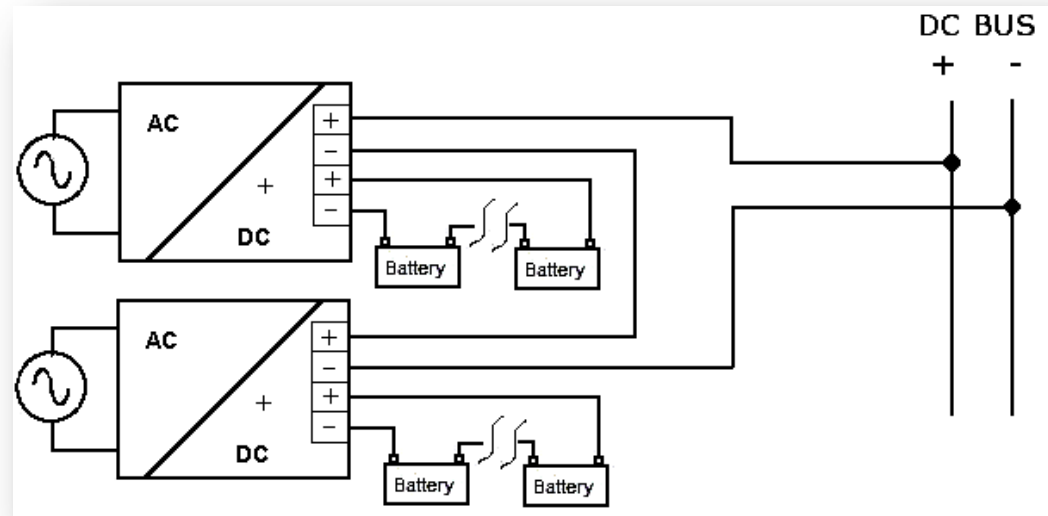 DC BUS
+ -
AC
+
−
+
−
+
DC
Battery
Battery
AC
+
−
+
−
+
DC
Battery
Battery